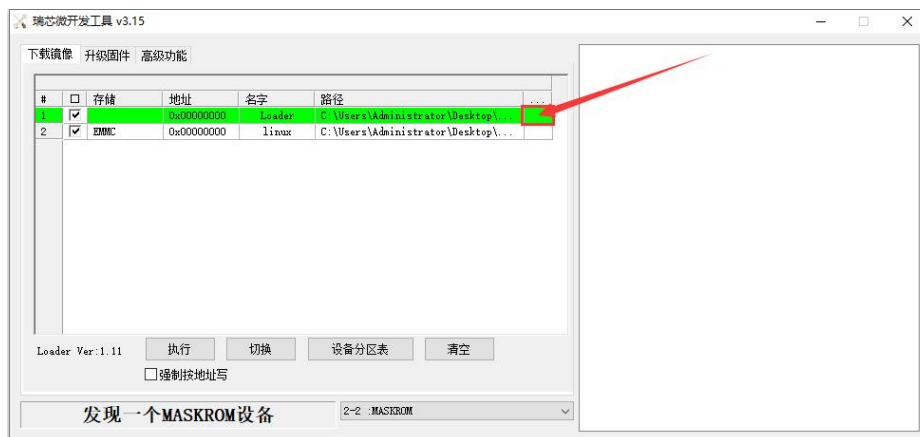 瑞芯微开发工具 v3.15
下载镜像 升级固件 高级功能
# 存储 地址 名字 路径 ...
1 0x00000000 Loader C:\Users\Administrator\Desktop\...
2 EMMC 0x00000000 linux C:\Users\Administrator\Desktop\...
Loader Ver:1.11 执行 切换 设备分区表 清空
强制按地址写
发现一个MASKROM设备 2-2 :MASKROM